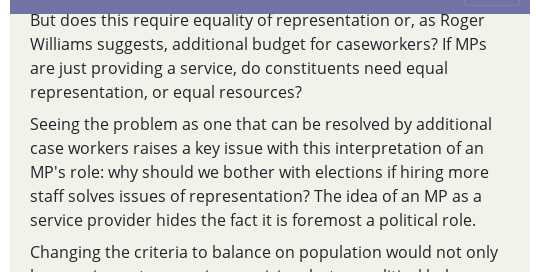 But does this require equality of representation or, as Roger
Williams suggests, additional budget for caseworkers? If MPs
are just providing a service, do constituents need equal
representation, or equal resources?
Seeing the problem as one that can be resolved by additional
case workers raises a key issue with this interpretation of an
MP's role: why should we bother with elections if hiring more
staff solves issues of representation? The idea of an MP as a
service provider hides the fact it is foremost a political role.
Changing the criteria to balance on population would not only